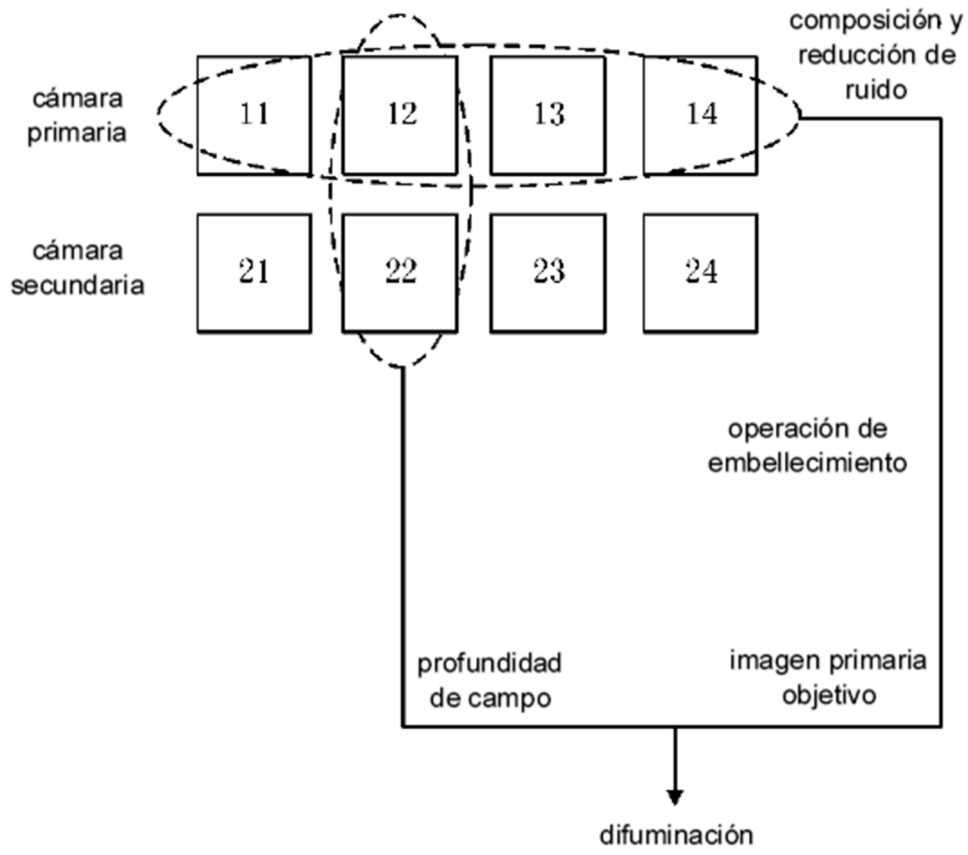 composición y
reducción de
ruido
cámara
primaria
11 12 13 14
cámara
secundaria
21 22 23 24
operación de
embellecimiento
profundidad
de campo
imagen primaria
objetivo
difuminación